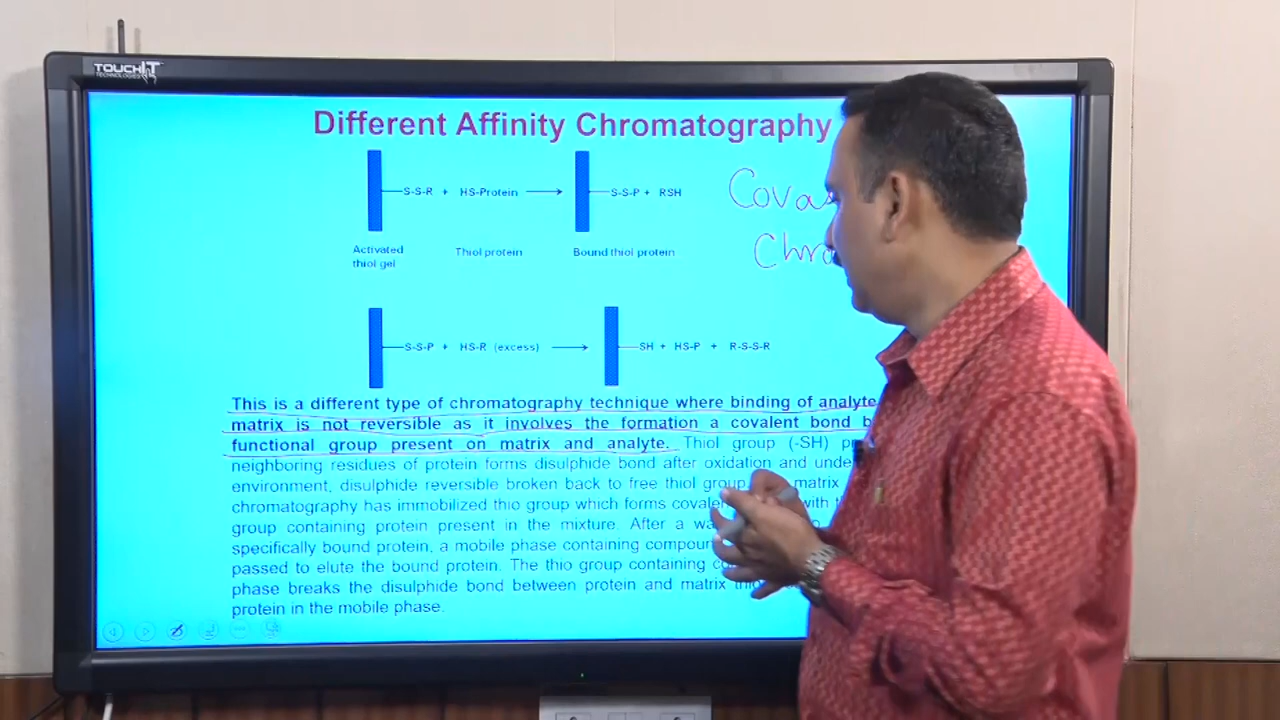 TOUCHIT
TECHNOLOGIES
Different Affinity Chromatography
S-S-R + HS-Protein
S-S-P + RSH
Activated
thiol gel
Thiol protein
Bound thiol protein
S-S-P + HS-R (excess)
SH + HS-P + R-S-S-R
This is a different type of chromatography technique where binding of analyte
matrix is not reversible as it involves the formation a covalent bond
functional group present on matrix and analyte. Thiol group (-SH)
neighboring residues of protein forms disulphide bond after oxidation and
environment, disulphide reversible broken back to free thiol group matrix
chromatography has immobilized thio group which forms with
group containing protein present in the mixture. After a
specifically bound protein, a mobile phase containing
passed to elute the bound protein. The thio group containing
phase breaks the disulphide bond between protein and matrix
protein in the mobile phase.